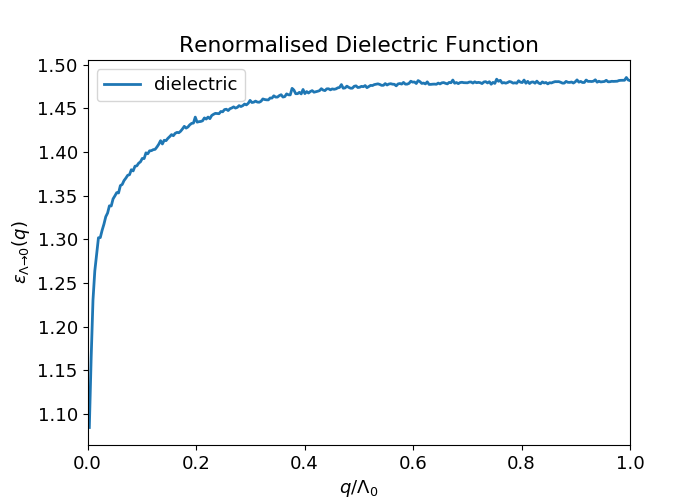 Renormalised Dielectric Function
dielectric
1.50
1.45
1.40
1.35
1.30
1.25
1.20
1.15
1.10
ε_{Λ→0}(q)
0.0 0.2 0.4 0.6 0.8 1.0
q/Λ₀